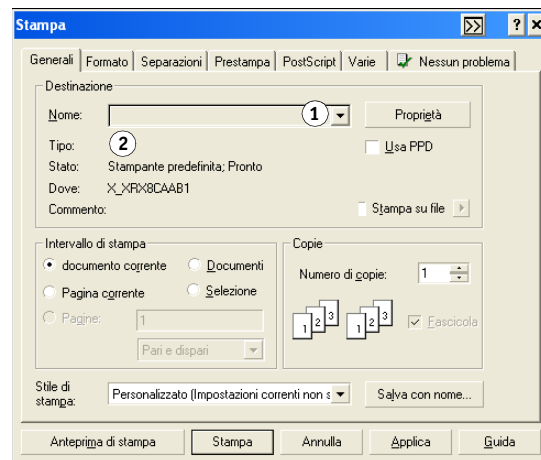 Stampa
Generali Formato Separazioni Prestampa PostScript Varie Nessun problema
Destinazione
Nome: 1 Proprietà
Tipo: 2 Usa PPD
Stato: Stampante predefinita; Pronto
Dove: X_XRX8CAAB1
Commento: Stampa su file
Intervallo di stampa
documento corrente Documenti
Pagina corrente Selezione
Pagine: 1
Pari e dispari
Copie
Numero di copie: 1
1 2 3 1 2 3 Fascicola
Stile di stampa: Personalizzato (Impostazioni correnti non s Salva con nome...
Anteprima di stampa Stampa Annulla Applica Guida